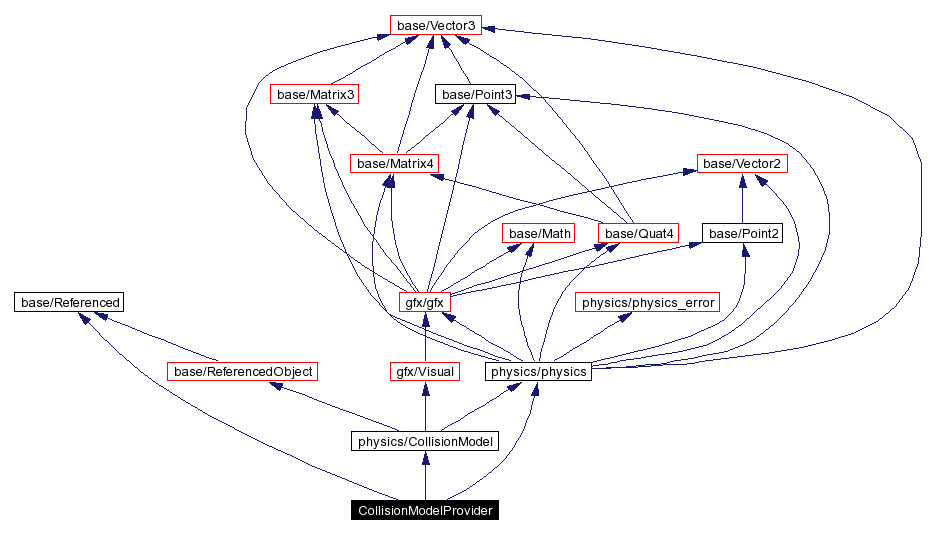 base/Vector3
base/Matrix3
base/Point3
base/Matrix4
base/Vector2
base/Math
base/Quat4
base/Point2
base/Referenced
gfx/gfx
physics/physics_error
base/ReferencedObject
gfx/Visual
physics/physics
physics/CollisionModel
CollisionModelProvider